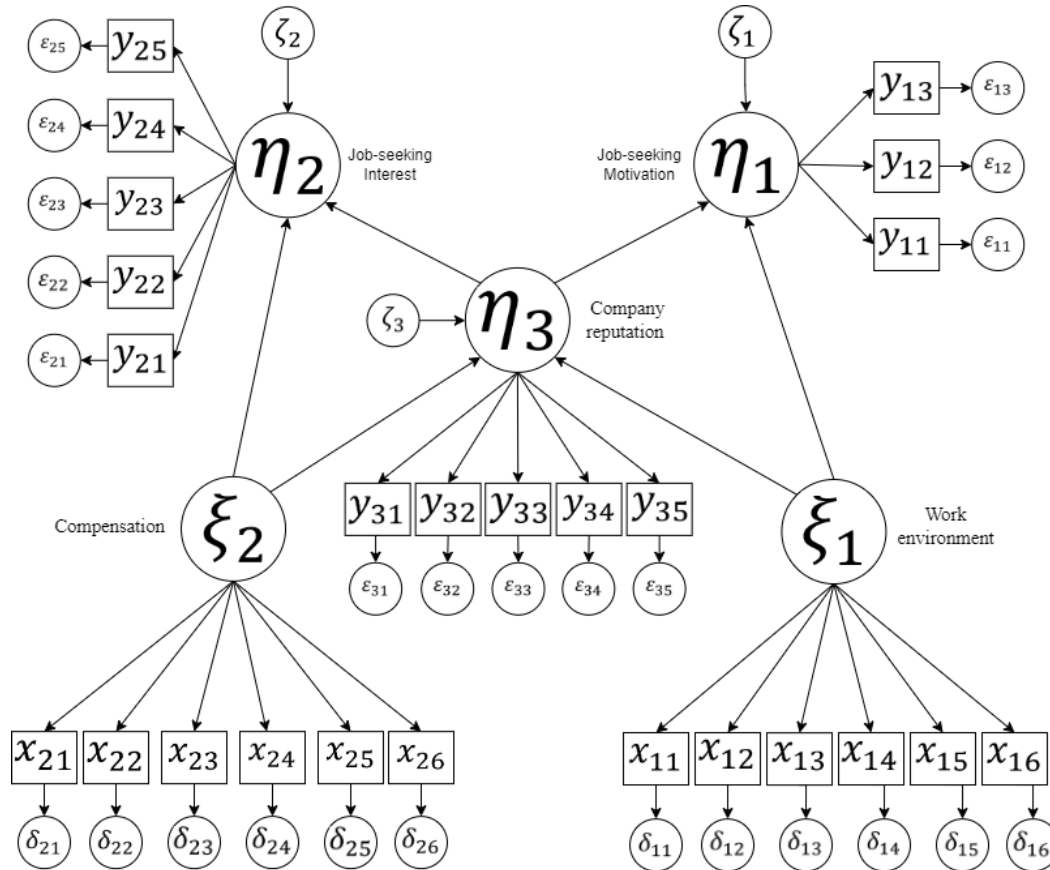 ζ₂
ζ₁
ε₂₅
y₂₅
ε₂₄
y₂₄
ε₂₃
y₂₃
ε₂₂
y₂₂
ε₂₁
y₂₁
η₂
Job-seeking
Interest
Job-seeking
Motivation
η₁
y₁₃
ε₁₃
y₁₂
ε₁₂
y₁₁
ε₁₁
ζ₃
η₃
Company
reputation
Compensation
ξ₂
y₃₁
y₃₂
y₃₃
y₃₄
y₃₅
ε₃₁
ε₃₂
ε₃₃
ε₃₄
ε₃₅
ξ₁
Work
environment
x₂₁
x₂₂
x₂₃
x₂₄
x₂₅
x₂₆
x₁₁
x₁₂
x₁₃
x₁₄
x₁₅
x₁₆
δ₂₁
δ₂₂
δ₂₃
δ₂₄
δ₂₅
δ₂₆
δ₁₁
δ₁₂
δ₁₃
δ₁₄
δ₁₅
δ₁₆